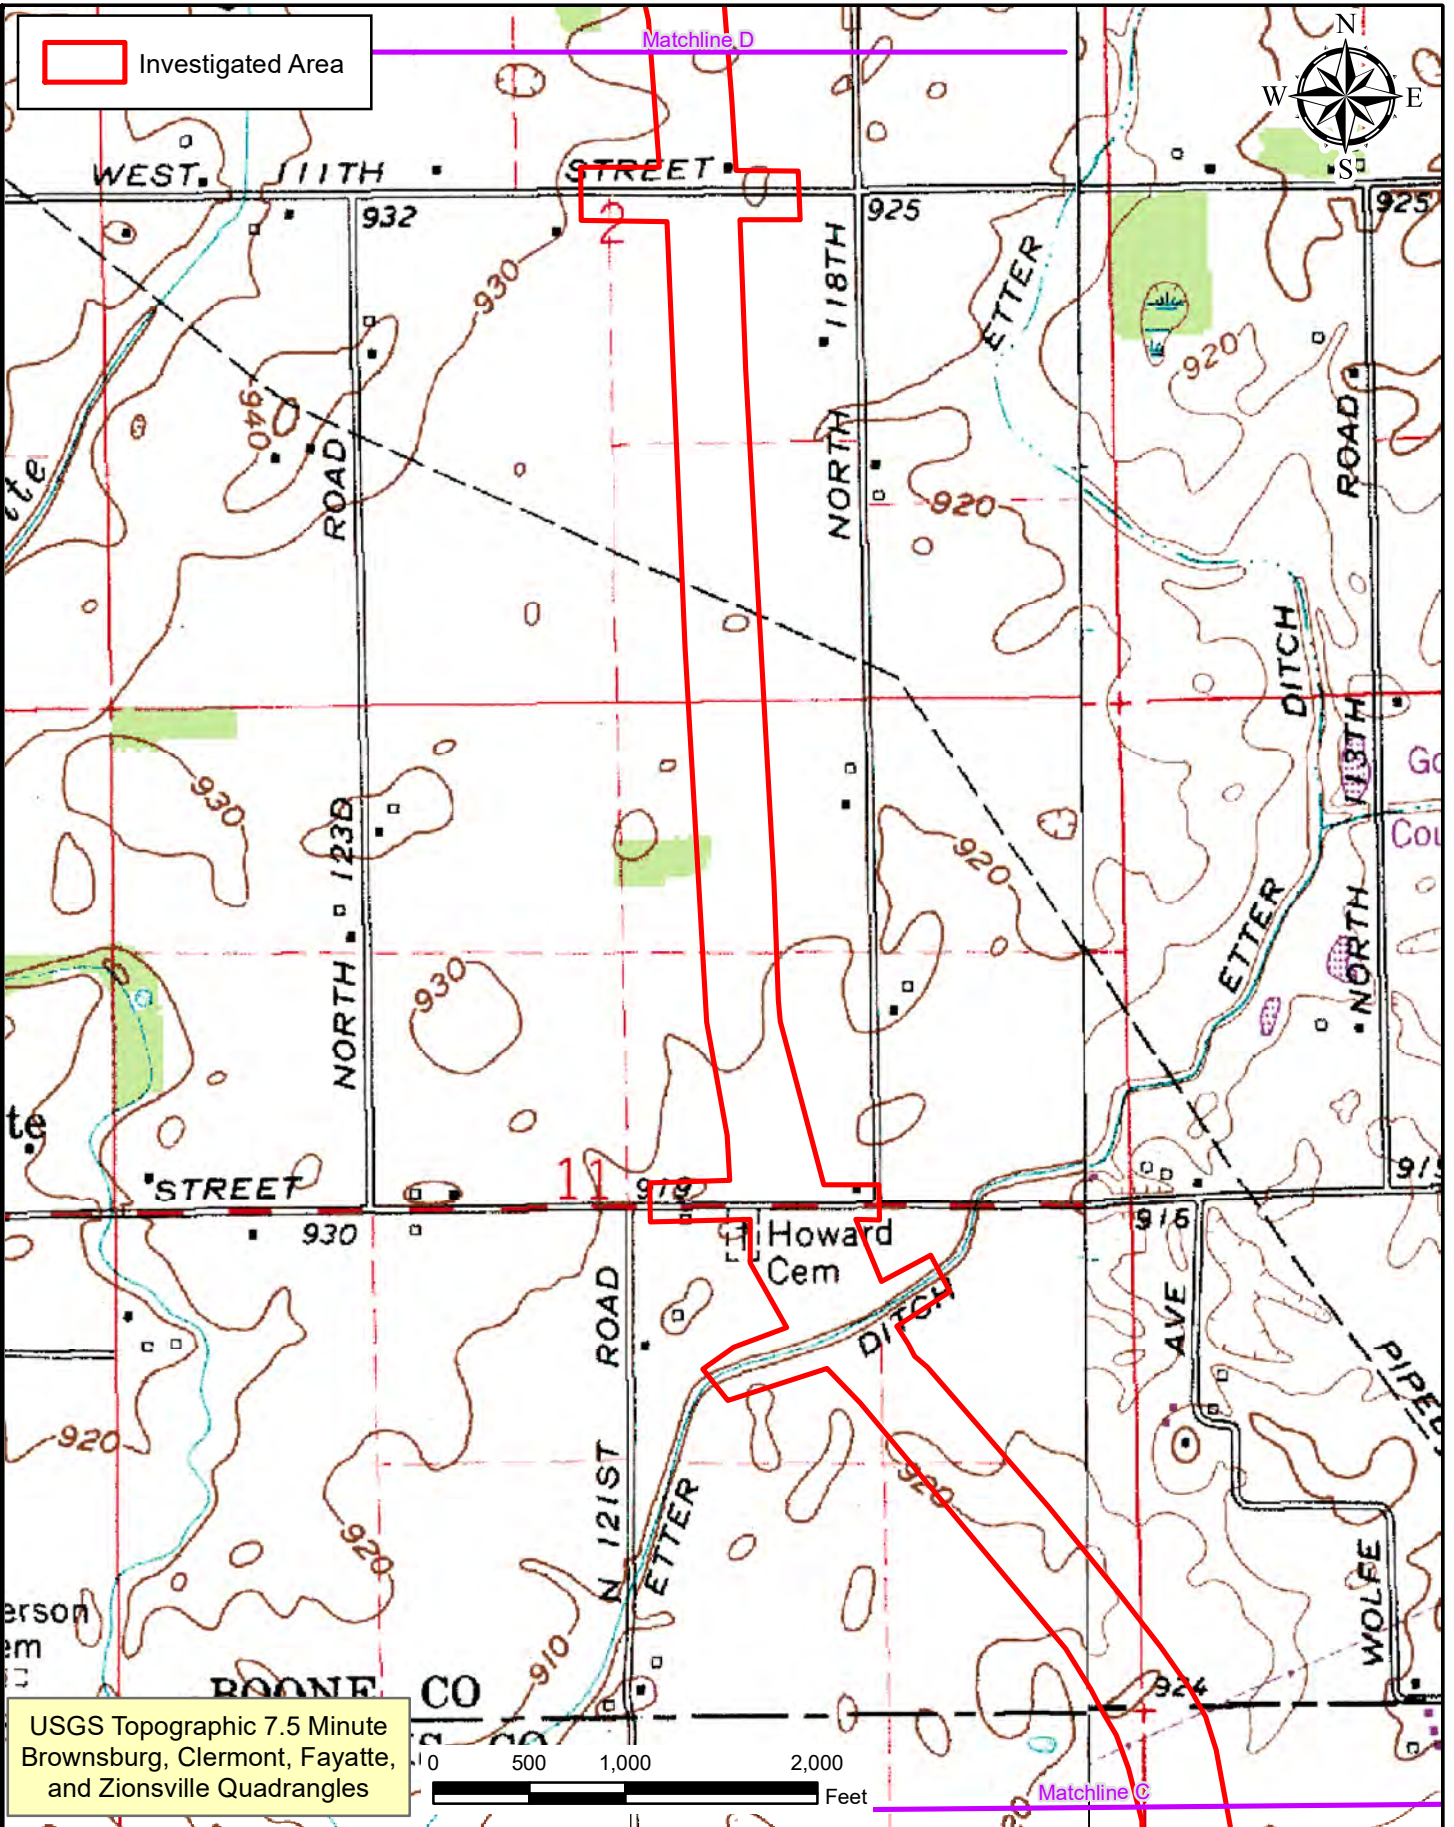 Investigated Area
Matchline D
N
W E
S
WEST 111TH STREET
932
2
925
925
930
118TH
ETTER
920
940
ROAD
NORTH
920
ROAD
DITCH
113TH
930
NORTH 123D
920
ETTER
NORTH
930
STREET
11
919
930
916
Howard
Cem
DITCH
AVE
ROAD
920
N 121ST
ETTER
920
920
910
WOLFE
BOONE CO
924
USGS Topographic 7.5 Minute
Brownsburg, Clermont, Fayatte,
and Zionsville Quadrangles
0 500 1,000 2,000
Feet
Matchline C